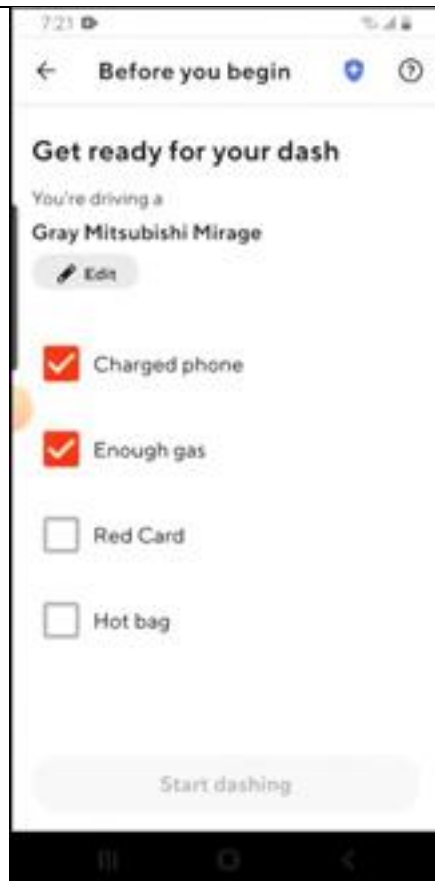 7:21
Before you begin
Get ready for your dash
You're driving a
Gray Mitsubishi Mirage
Edit
Charged phone
Enough gas
Red Card
Hot bag
Start dashing